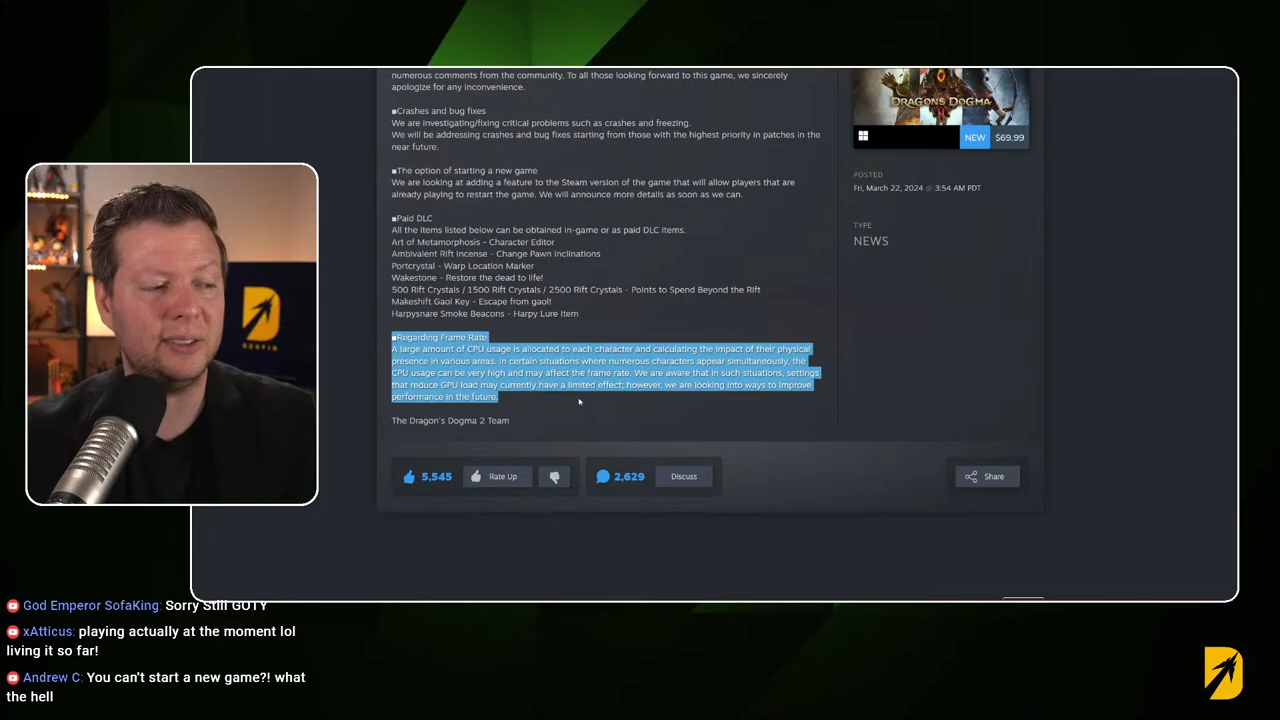 numerous comments from the community. To all those looking forward to this game, we sincerely
apologize for any inconvenience.
■Crashes and bug fixes
We are investigating/fixing critical problems such as crashes and freezing.
We will be addressing crashes and bug fixes starting from those with the highest priority in patches in the
near future.
■The option of starting a new game
We are looking at adding a feature to the Steam version of the game that will allow players that are
already playing to restart the game. We will announce more details as soon as we can.
■Paid DLC
All the items listed below can be obtained in-game or as paid DLC items.
Art of Metamorphosis - Character Editor
Ambivalent Rift Incense - Change Pawn Inclinations
Portcrystal - Warp Location Marker
Wakestone - Restore the dead to life!
500 Rift Crystals / 1500 Rift Crystals / 2500 Rift Crystals - Points to Spend Beyond the Rift
Makeshift Gaol Key - Escape from gaol!
Harpysnare Smoke Beacons - Harpy Lure Item
■Regarding Frame Rate
A large amount of CPU usage is allocated to each character and calculating the impact of their physical
presence in various areas. In certain situations where numerous characters appear simultaneously, the
CPU usage can be very high and may affect the frame rate. We are aware that in such situations, settings
that reduce GPU load may currently have a limited effect; however, we are looking into ways to improve
performance in the future.
The Dragon's Dogma 2 Team
5,545
Rate Up
2,629
Discuss
Share
DRAGON'S DOGMA
NEW $69.99
POSTED
Fri, March 22, 2024 @ 3:54 AM PDT
TYPE
NEWS
God Emperor SofaKing: Sorry Still GOTY
xAtticus: playing actually at the moment lol
living it so far!
Andrew C: You can't start a new game?! what
the hell